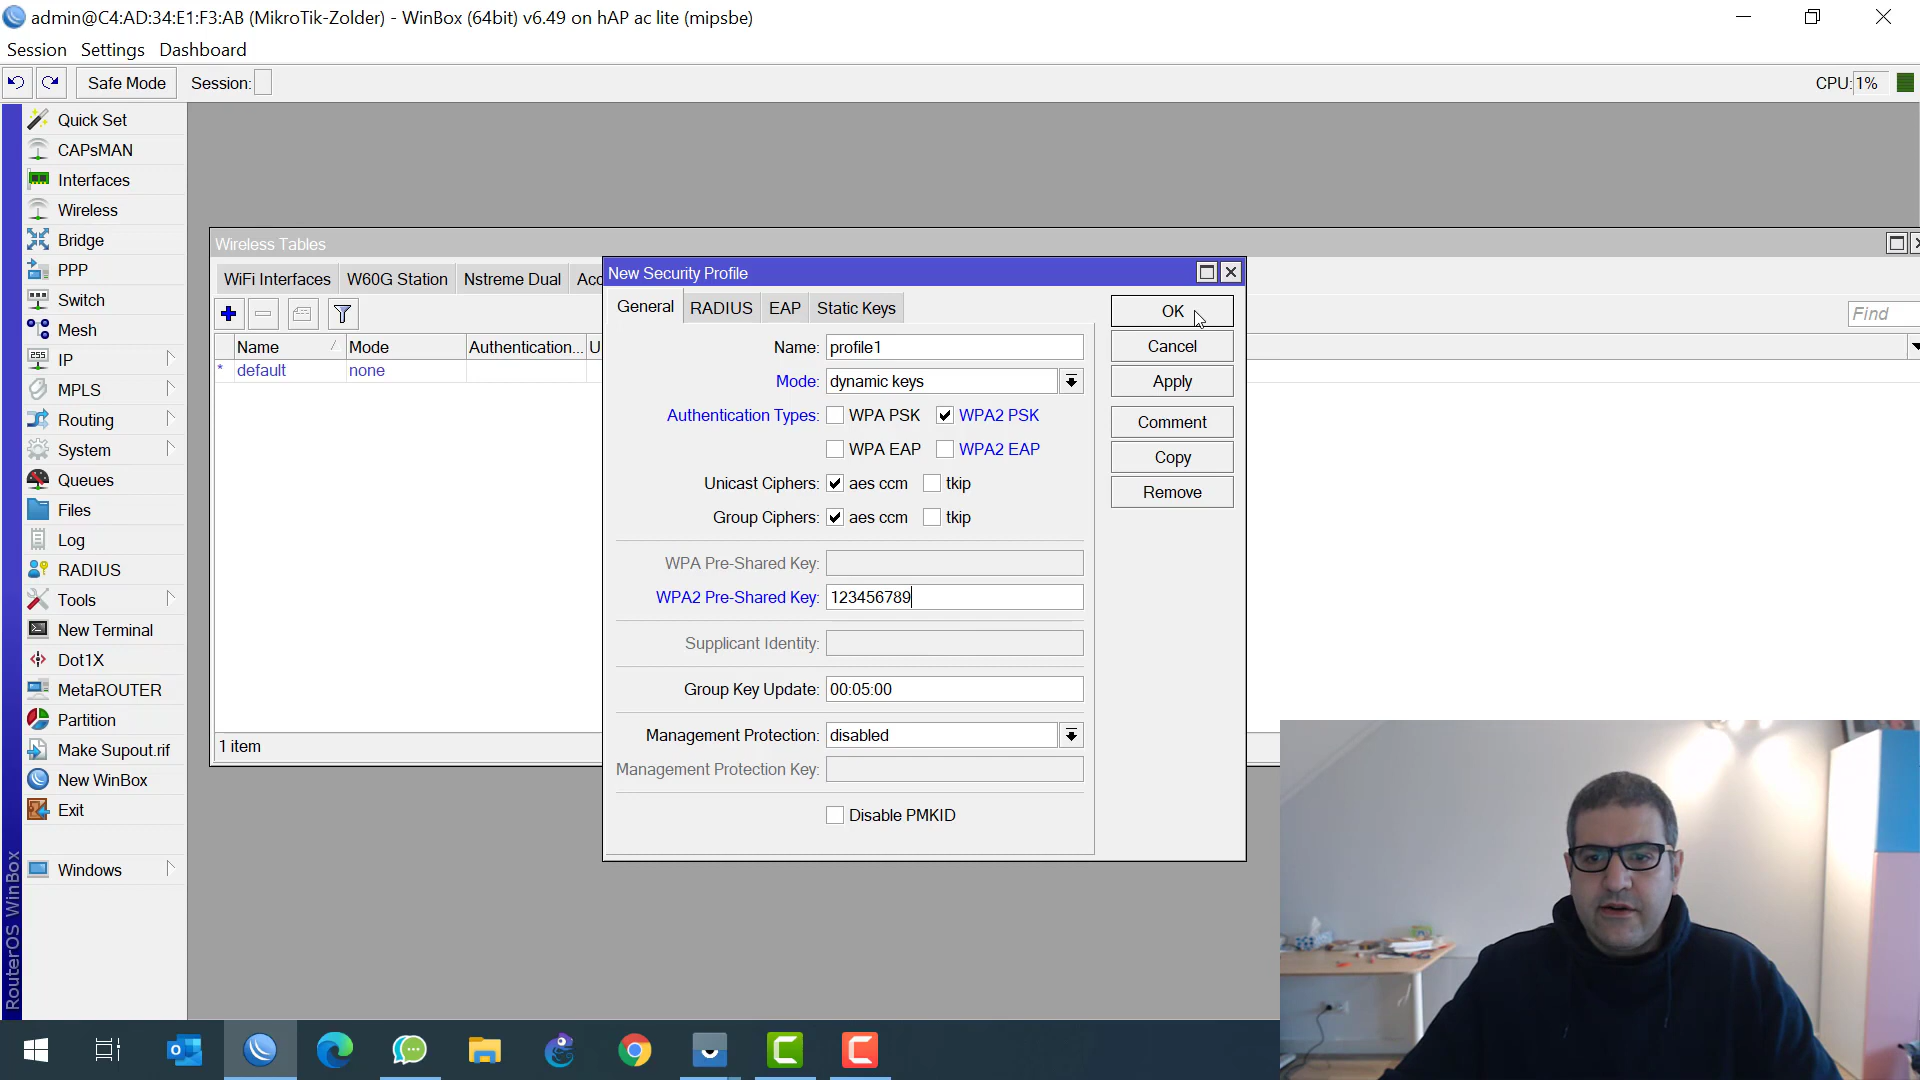 admin@C4:AD:34:E1:F3:AB (MikroTik-Zolder) - WinBox (64bit) v6.49 on hAP ac lite (mipsbe)
Session Settings Dashboard
Safe Mode Session: CPU: 1%
Quick Set
CAPsMAN
Interfaces
Wireless
Bridge
PPP
Switch
Mesh
IP
MPLS
Routing
System
Queues
Files
Log
RADIUS
Tools
New Terminal
Dot1X
MetaROUTER
Partition
Make Supout.rif
New WinBox
Exit
Windows
RouterOS WinBox
Wireless Tables
WiFi Interfaces W60G Station Nstreme Dual Acc
Find
Name Mode Authentication... U
* default none
1 item
New Security Profile
General RADIUS EAP Static Keys
Name: profile1
Mode: dynamic keys
Authentication Types: WPA PSK WPA2 PSK
WPA EAP WPA2 EAP
Unicast Ciphers: aes ccm tkip
Group Ciphers: aes ccm tkip
WPA Pre-Shared Key:
WPA2 Pre-Shared Key: 123456789
Supplicant Identity:
Group Key Update: 00:05:00
Management Protection: disabled
Management Protection Key:
Disable PMKID
OK
Cancel
Apply
Comment
Copy
Remove